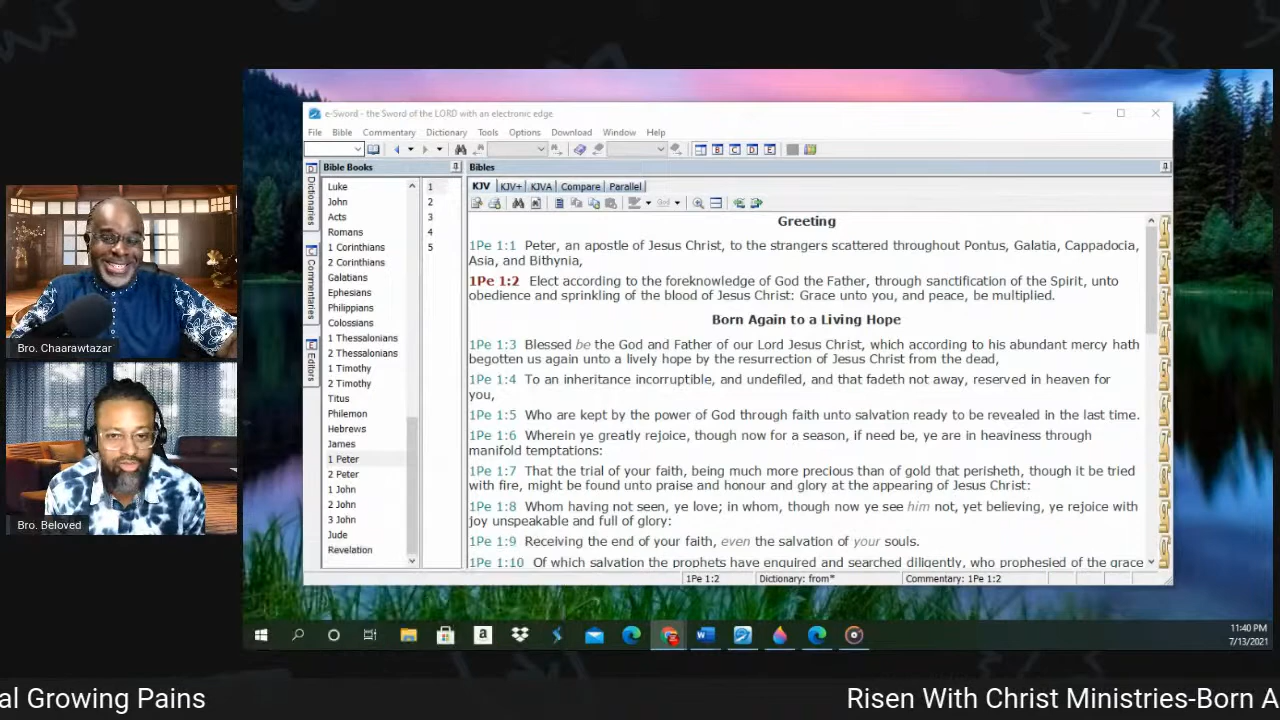 e-Sword - the Sword of the LORD with an electronic edge
File Bible Commentary Dictionary Tools Options Download Window Help
Bible Books
Bibles
Dictionaries
Commentaries
Editors
Luke
John
Acts
Romans
1 Corinthians
2 Corinthians
Galatians
Ephesians
Philippians
Colossians
1 Thessalonians
2 Thessalonians
1 Timothy
2 Timothy
Titus
Philemon
Hebrews
James
1 Peter
2 Peter
1 John
2 John
3 John
Jude
Revelation
1
2
3
4
5
KJV KJV+ KJVA Compare Parallel
Greeting
1Pe 1:1 Peter, an apostle of Jesus Christ, to the strangers scattered throughout Pontus, Galatia, Cappadocia,
Asia, and Bithynia,
1Pe 1:2 Elect according to the foreknowledge of God the Father, through sanctification of the Spirit, unto
obedience and sprinkling of the blood of Jesus Christ: Grace unto you, and peace, be multiplied.
Born Again to a Living Hope
1Pe 1:3 Blessed be the God and Father of our Lord Jesus Christ, which according to his abundant mercy hath
begotten us again unto a lively hope by the resurrection of Jesus Christ from the dead,
1Pe 1:4 To an inheritance incorruptible, and undefiled, and that fadeth not away, reserved in heaven for
you,
1Pe 1:5 Who are kept by the power of God through faith unto salvation ready to be revealed in the last time.
1Pe 1:6 Wherein ye greatly rejoice, though now for a season, if need be, ye are in heaviness through
manifold temptations:
1Pe 1:7 That the trial of your faith, being much more precious than of gold that perisheth, though it be tried
with fire, might be found unto praise and honour and glory at the appearing of Jesus Christ:
1Pe 1:8 Whom having not seen, ye love; in whom, though now ye see him not, yet believing, ye rejoice with
joy unspeakable and full of glory:
1Pe 1:9 Receiving the end of your faith, even the salvation of your souls.
1Pe 1:10 Of which salvation the prophets have enquired and searched diligently, who prophesied of the grace
1Pe 1:2
Dictionary: from*
Commentary: 1Pe 1:2
Bro. Chaarawtazar
Bro. Beloved
11:40 PM
7/13/2021
al Growing Pains
Risen With Christ Ministries-Born A